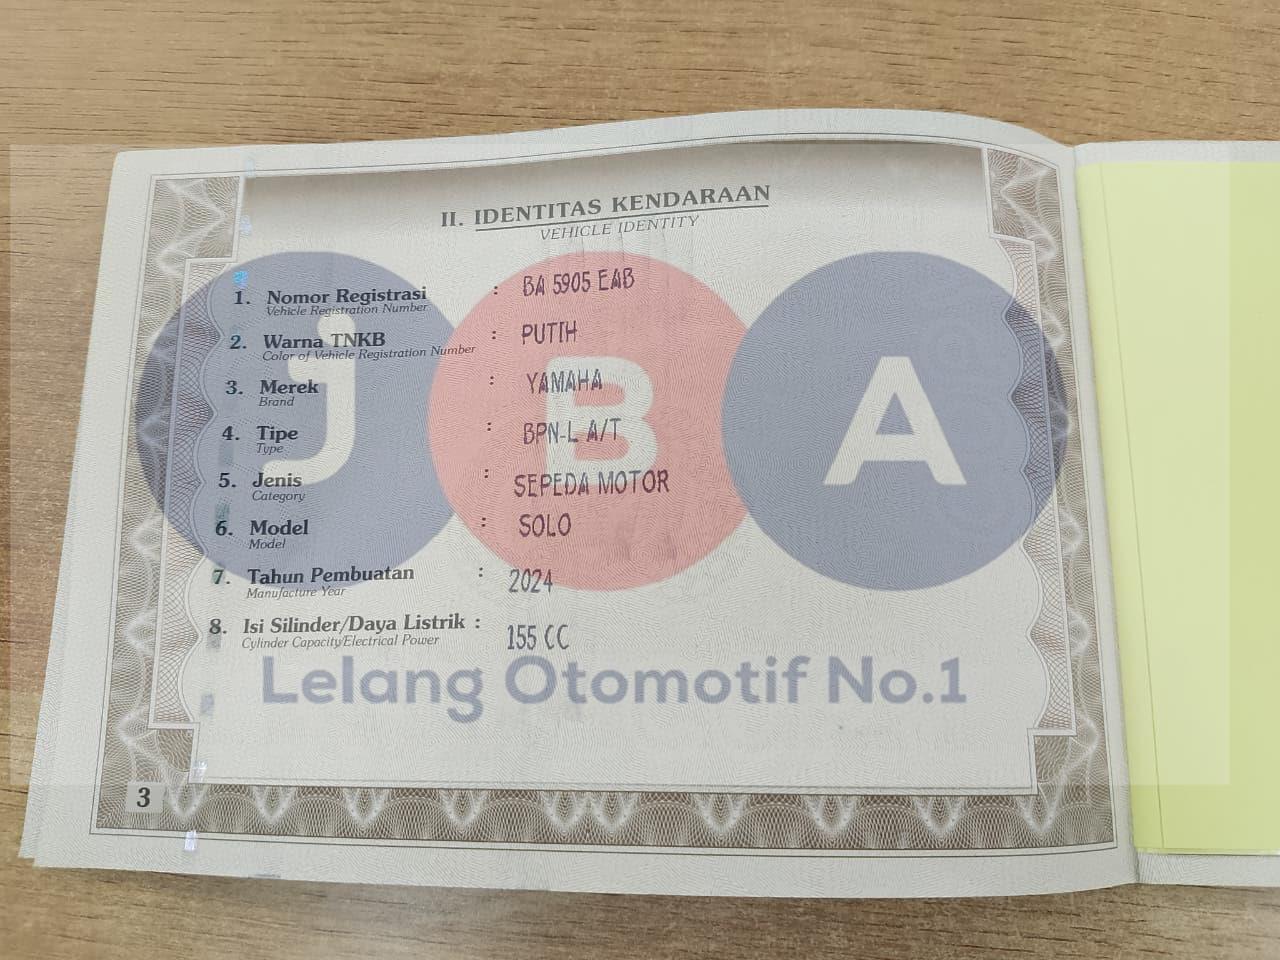 II. IDENTITAS KENDARAAN
VEHICLE IDENTITY
1. Nomor Registrasi : BA 5905 EAB
Vehicle Registration Number
2. Warna TNKB : PUTIH
Color of Vehicle Registration Number
3. Merek : YAMAHA
Brand
4. Tipe : BPN-L A/T
Type
5. Jenis : SEPEDA MOTOR
Category
6. Model : SOLO
Model
7. Tahun Pembuatan : 2024
Manufacture Year
8. Isi Silinder/Daya Listrik : 155 CC
Cylinder Capacity/Electrical Power
JBA
Lelang Otomotif No.1
3